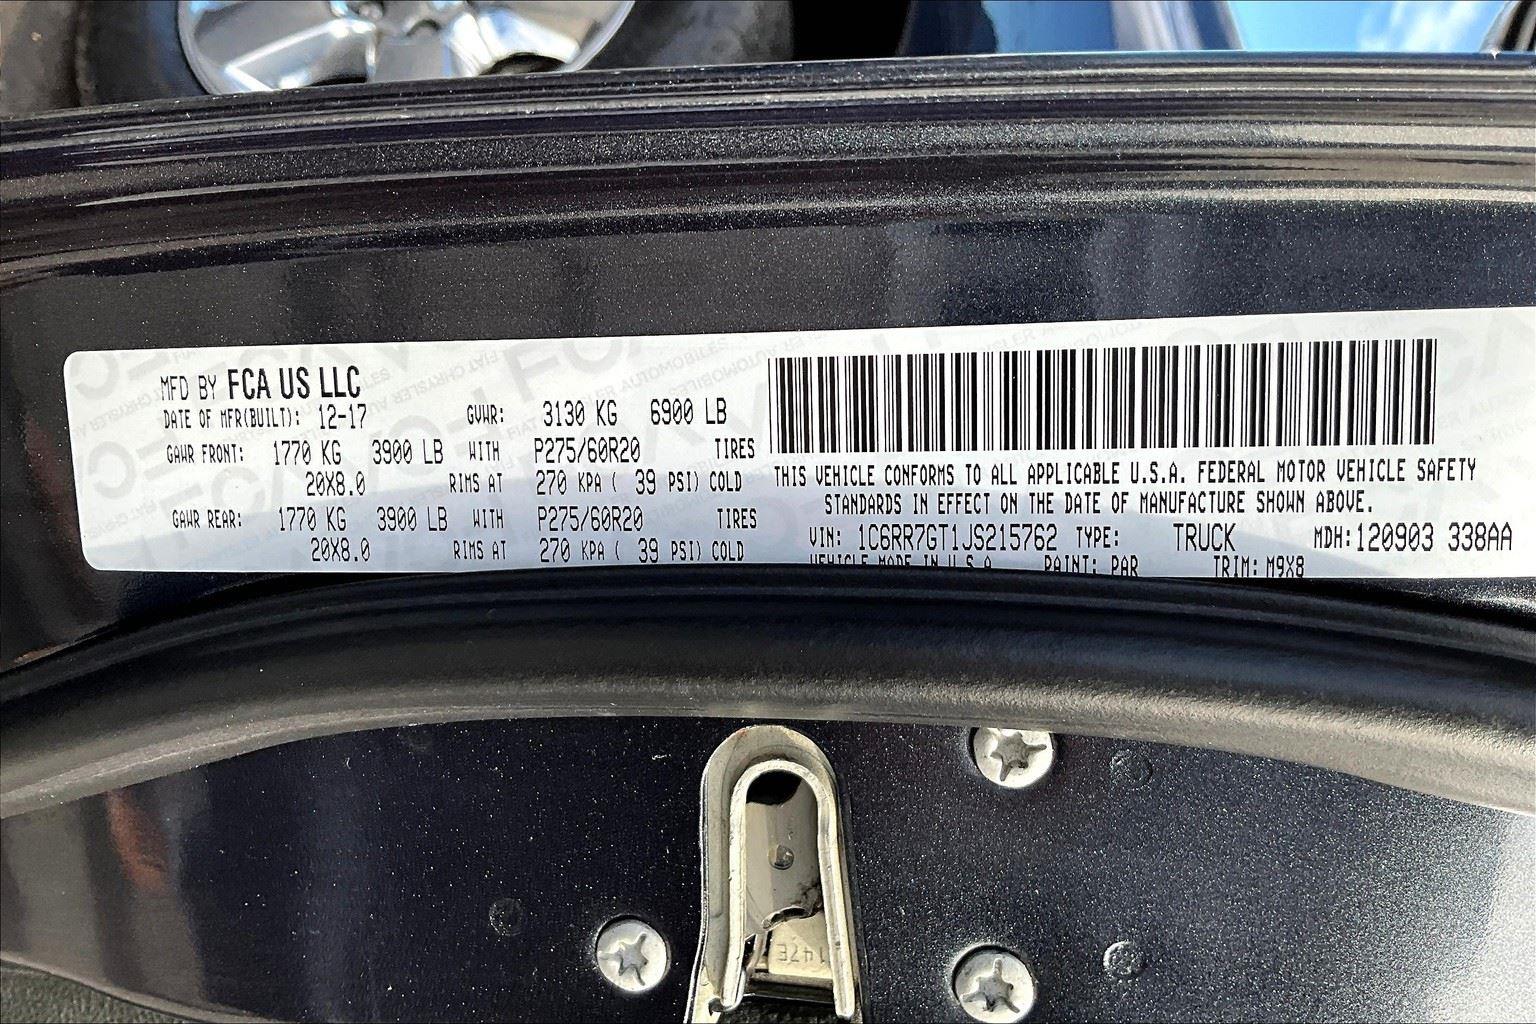 MFD BY FCA US LLC
DATE OF MFR(BUILT): 12-17 GVWR: 3130 KG 6900 LB
GAWR FRONT: 1770 KG 3900 LB WITH P275/60R20 TIRES
20X8.0 RIMS AT 270 KPA ( 39 PSI) COLD
GAWR REAR: 1770 KG 3900 LB WITH P275/60R20 TIRES
20X8.0 RIMS AT 270 KPA ( 39 PSI) COLD
THIS VEHICLE CONFORMS TO ALL APPLICABLE U.S.A. FEDERAL MOTOR VEHICLE SAFETY
STANDARDS IN EFFECT ON THE DATE OF MANUFACTURE SHOWN ABOVE.
VIN: 1C6RR7GT1JS215762 TYPE: TRUCK MDH: 120903 338AA
VEHICLE MADE IN U.S.A. PAINT: PAR TRIM: M9X8
147E